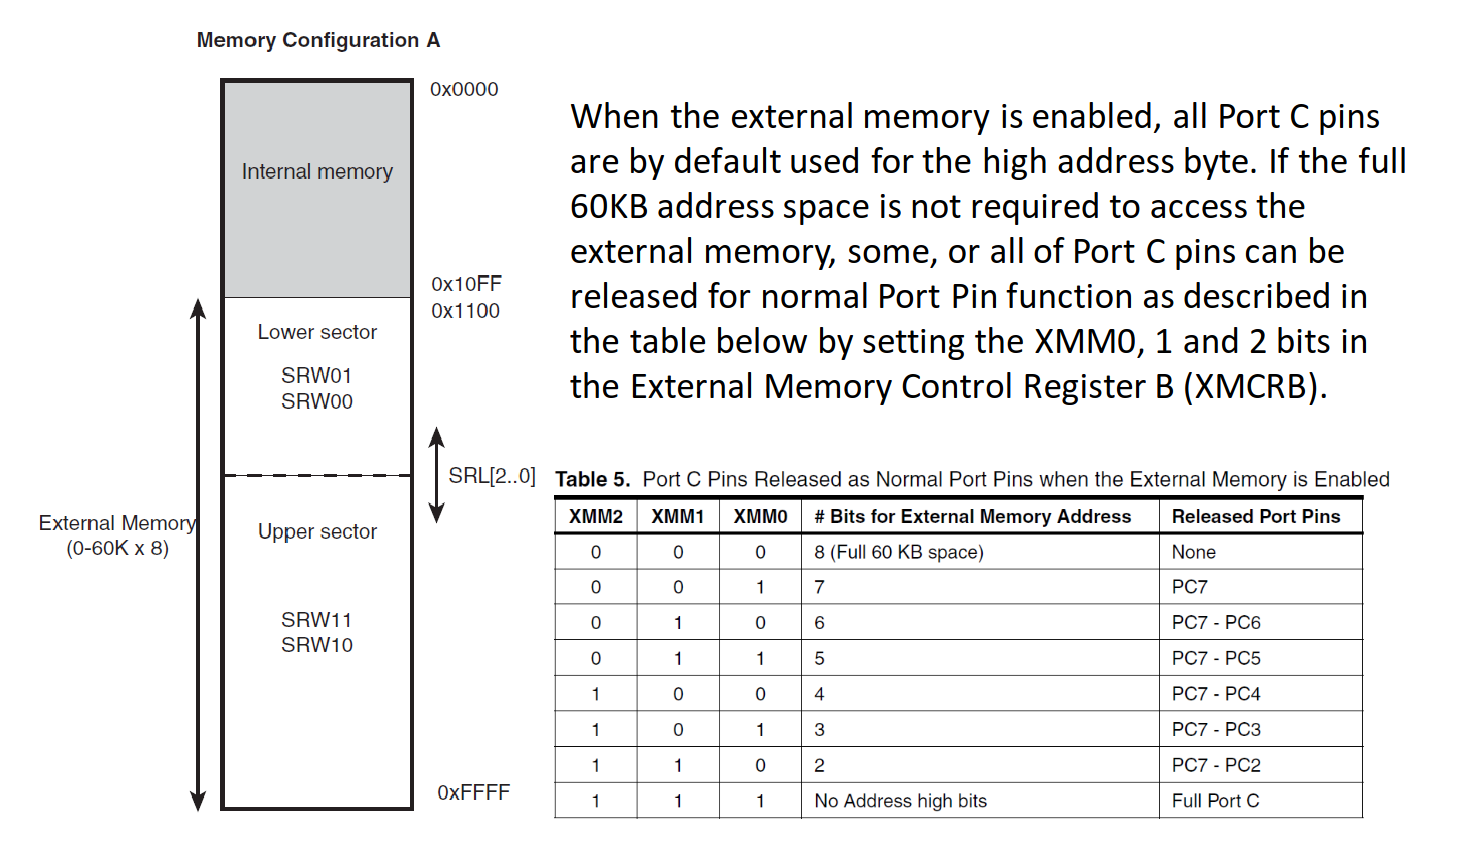 Memory Configuration A
0x0000
Internal memory
0x10FF
0x1100
Lower sector
SRW01
SRW00
SRL[2..0]
External Memory
(0-60K x 8)
Upper sector
SRW11
SRW10
0xFFFF
When the external memory is enabled, all Port C pins
are by default used for the high address byte. If the full
60KB address space is not required to access the
external memory, some, or all of Port C pins can be
released for normal Port Pin function as described in
the table below by setting the XMM0, 1 and 2 bits in
the External Memory Control Register B (XMCRB).
Table 5. Port C Pins Released as Normal Port Pins when the External Memory is Enabled
XMM2 XMM1 XMM0 # Bits for External Memory Address Released Port Pins
0 0 0 8 (Full 60 KB space) None
0 0 1 7 PC7
0 1 0 6 PC7 - PC6
0 1 1 5 PC7 - PC5
1 0 0 4 PC7 - PC4
1 0 1 3 PC7 - PC3
1 1 0 2 PC7 - PC2
1 1 1 No Address high bits Full Port C